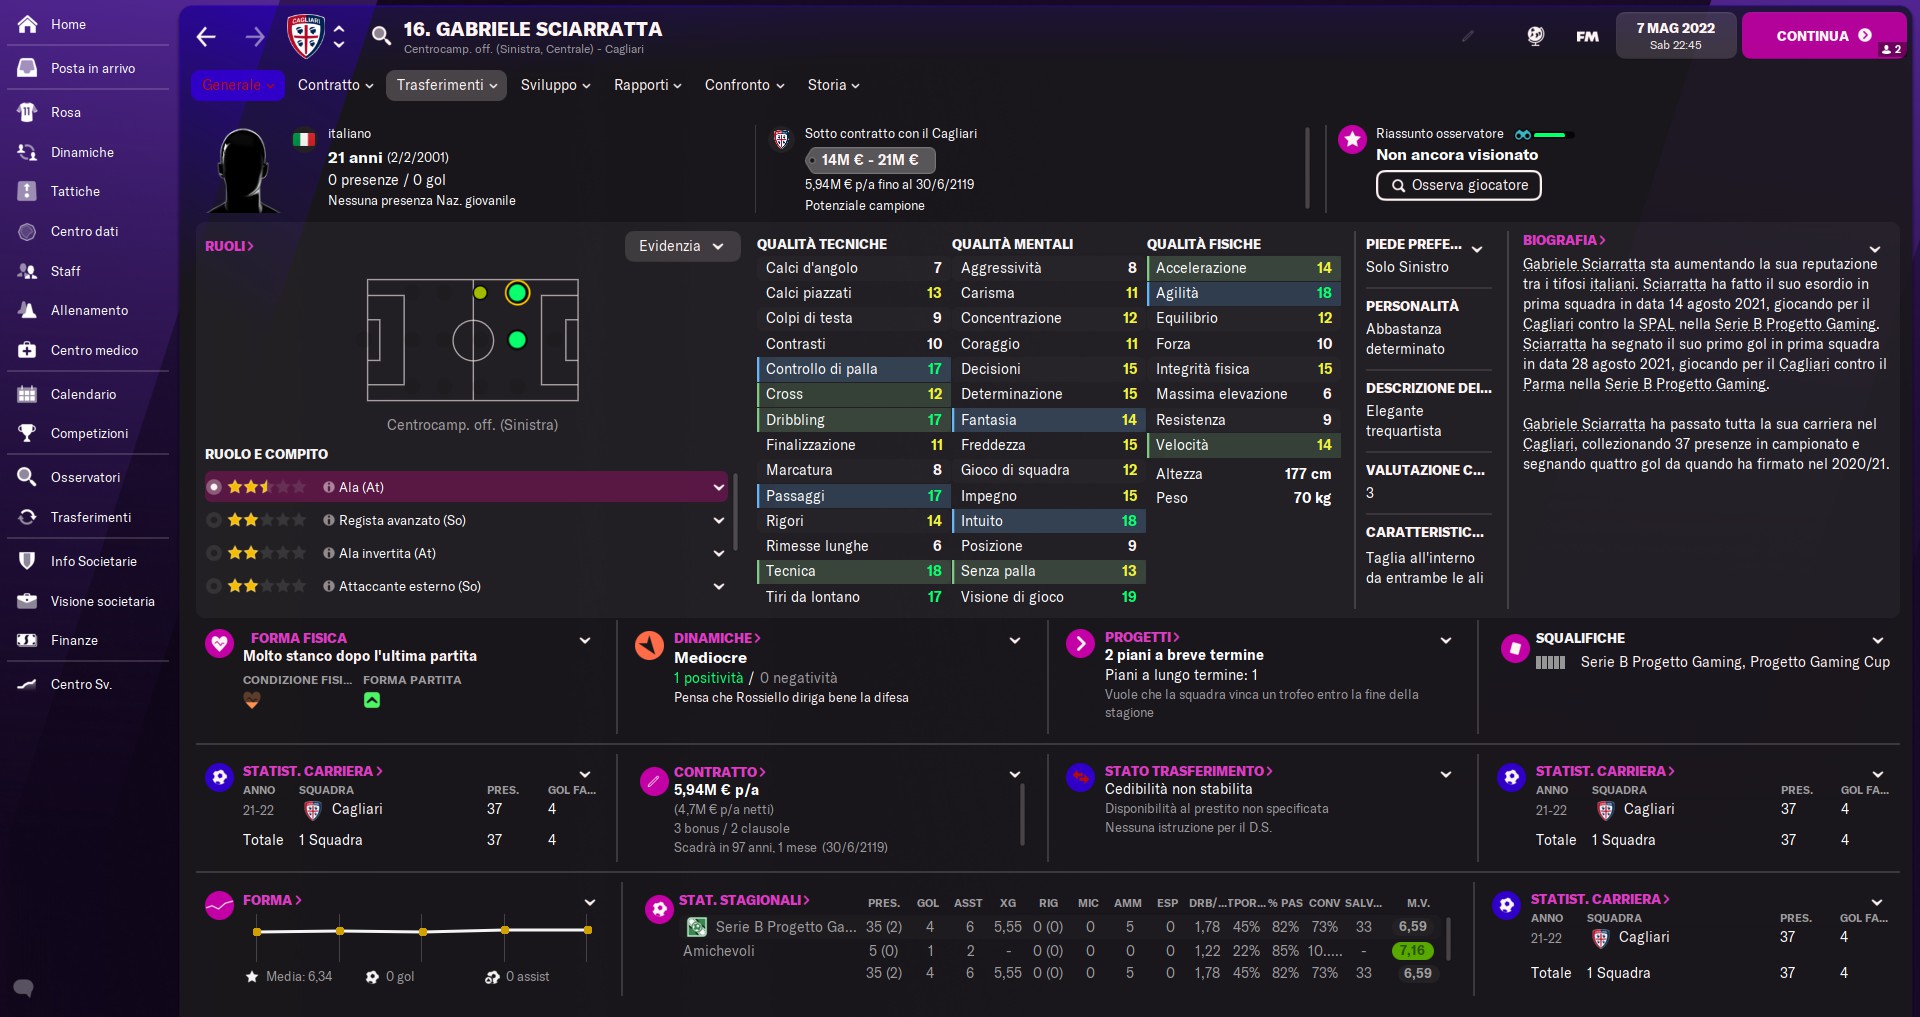 Home
Posta in arrivo
Rosa
Dinamiche
Tattiche
Centro dati
Staff
Allenamento
Centro medico
Calendario
Competizioni
Osservatori
Trasferimenti
Info Societarie
Visione societaria
Finanze
Centro Sv.
16. GABRIELE SCIARRATTA
Centrocamp. off. (Sinistra, Centrale) - Cagliari
FM
7 MAG 2022
Sab 22:45
CONTINUA
2
Generale
Contratto
Trasferimenti
Sviluppo
Rapporti
Confronto
Storia
italiano
21 anni (2/2/2001)
0 presenze / 0 gol
Nessuna presenza Naz. giovanile
Sotto contratto con il Cagliari
14M € - 21M €
5,94M € p/a fino al 30/6/2119
Potenziale campione
Riassunto osservatore
Non ancora visionato
Osserva giocatore
RUOLI
Evidenzia
Centrocamp. off. (Sinistra)
RUOLO E COMPITO
Ala (At)
Regista avanzato (So)
Ala invertita (At)
Attaccante esterno (So)
QUALITÀ TECNICHE
Calci d'angolo 7
Calci piazzati 13
Colpi di testa 9
Contrasti 10
Controllo di palla 17
Cross 12
Dribbling 17
Finalizzazione 11
Marcatura 8
Passaggi 17
Rigori 14
Rimesse lunghe 6
Tecnica 18
Tiri da lontano 17
QUALITÀ MENTALI
Aggressività 8
Carisma 11
Concentrazione 12
Coraggio 11
Decisioni 15
Determinazione 15
Fantasia 14
Freddezza 15
Gioco di squadra 12
Impegno 15
Intuito 18
Posizione 9
Senza palla 13
Visione di gioco 19
QUALITÀ FISICHE
Accelerazione 14
Agilità 18
Equilibrio 12
Forza 10
Integrità fisica 15
Massima elevazione 6
Resistenza 9
Velocità 14
Altezza 177 cm
Peso 70 kg
PIEDE PREFE...
Solo Sinistro
PERSONALITÀ
Abbastanza
determinato
DESCRIZIONE DEI...
Elegante
trequartista
VALUTAZIONE C...
3
CARATTERISTIC...
Taglia all'interno
da entrambe le ali
BIOGRAFIA
Gabriele Sciarratta sta aumentando la sua reputazione
tra i tifosi italiani. Sciarratta ha fatto il suo esordio in
prima squadra in data 14 agosto 2021, giocando per il
Cagliari contro la SPAL nella Serie B Progetto Gaming.
Sciarratta ha segnato il suo primo gol in prima squadra
in data 28 agosto 2021, giocando per il Cagliari contro il
Parma nella Serie B Progetto Gaming.
Gabriele Sciarratta ha passato tutta la sua carriera nel
Cagliari, collezionando 37 presenze in campionato e
segnando quattro gol da quando ha firmato nel 2020/21.
FORMA FISICA
Molto stanco dopo l'ultima partita
CONDIZIONE FISI... FORMA PARTITA
DINAMICHE
Mediocre
1 positività / 0 negatività
Pensa che Rossiello diriga bene la difesa
PROGETTI
2 piani a breve termine
Piani a lungo termine: 1
Vuole che la squadra vinca un trofeo entro la fine della
stagione
SQUALIFICHE
Serie B Progetto Gaming, Progetto Gaming Cup
STATIST. CARRIERA
ANNO SQUADRA PRES. GOL FA...
21-22 Cagliari 37 4
Totale 1 Squadra 37 4
CONTRATTO
5,94M € p/a
(4,7M € p/a netti)
3 bonus / 2 clausole
Scadrà in 97 anni, 1 mese (30/6/2119)
STATO TRASFERIMENTO
Cedibilità non stabilita
Disponibilità al prestito non specificata
Nessuna istruzione per il D.S.
STATIST. CARRIERA
ANNO SQUADRA PRES. GOL FA...
21-22 Cagliari 37 4
Totale 1 Squadra 37 4
FORMA
Media: 6,34 0 gol 0 assist
STAT. STAGIONALI PRES. GOL ASST XG RIG MIC AMM ESP DRB/... TPOR... % PAS CONV SALV... M.V.
Serie B Progetto Ga... 35 (2) 4 6 5,55 0 (0) 0 5 0 1,78 45% 82% 73% 33 6,59
Amichevoli 5 (0) 1 2 - 0 (0) 0 0 0 1,22 22% 85% 10..... - 7,16
35 (2) 4 6 5,55 0 (0) 0 5 0 1,78 45% 82% 73% 33 6,59
STATIST. CARRIERA
ANNO SQUADRA PRES. GOL FA...
21-22 Cagliari 37 4
Totale 1 Squadra 37 4